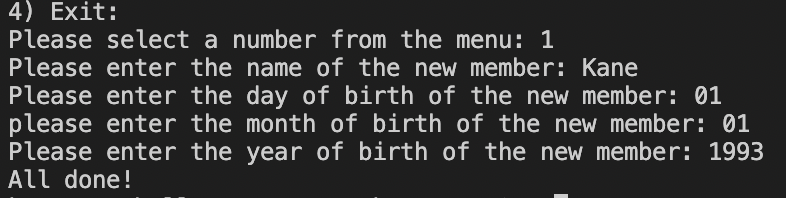 4) Exit:
Please select a number from the menu: 1
Please enter the name of the new member: Kane
Please enter the day of birth of the new member: 01
please enter the month of birth of the new member: 01
Please enter the year of birth of the new member: 1993
All done!